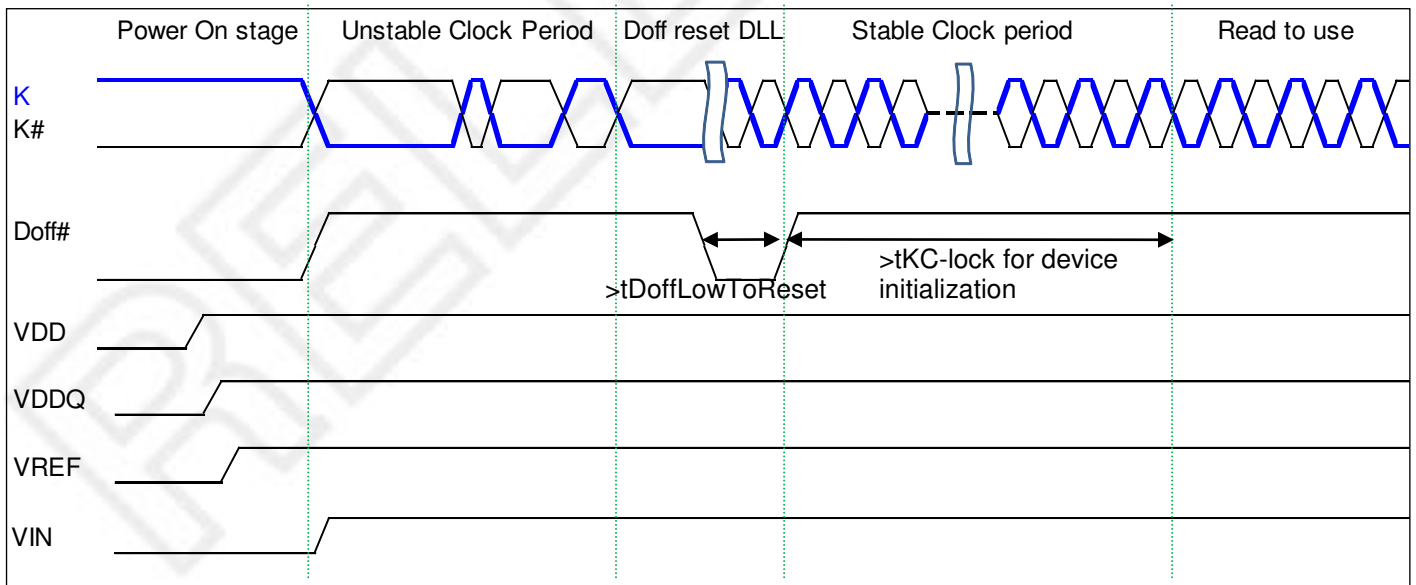 Power On stage
Unstable Clock Period
Doff reset DLL
Stable Clock period
Read to use
K
K#
Doff#
>tDoffLowToReset
>tKC-lock for device
initialization
VDD
VDDQ
VREF
VIN